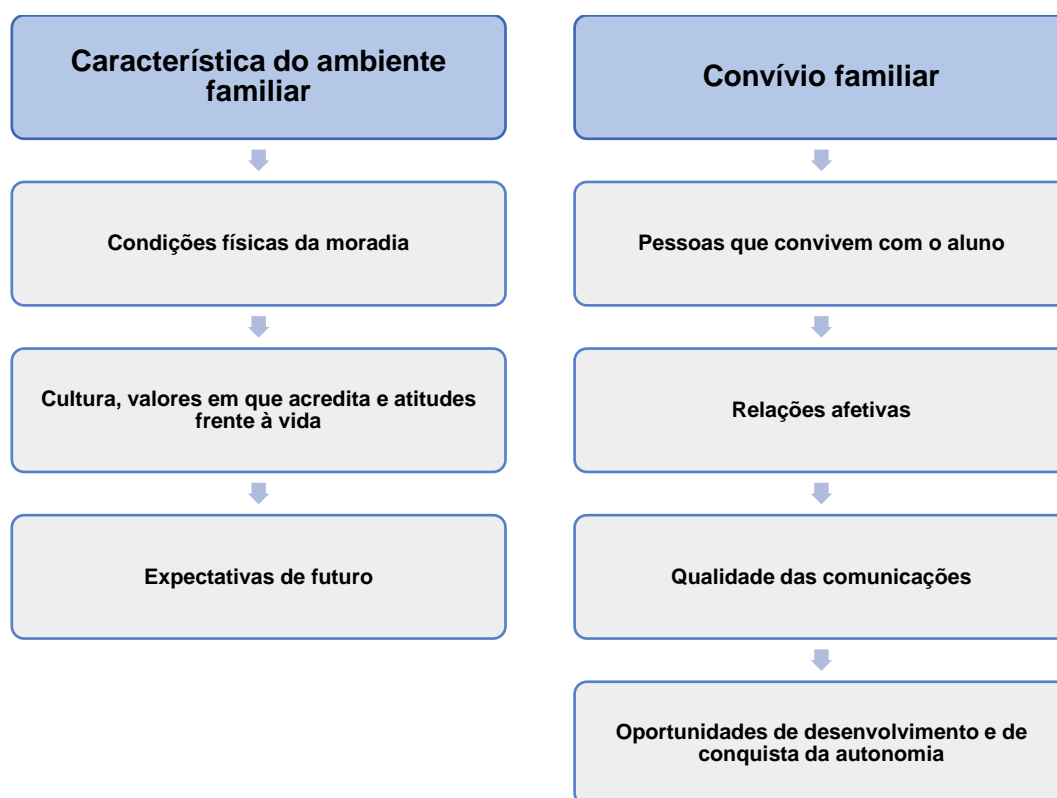 Característica do ambiente
familiar
Condições físicas da moradia
Cultura, valores em que acredita e atitudes
frente à vida
Expectativas de futuro
Convívio familiar
Pessoas que convivem com o aluno
Relações afetivas
Qualidade das comunicações
Oportunidades de desenvolvimento e de
conquista da autonomia